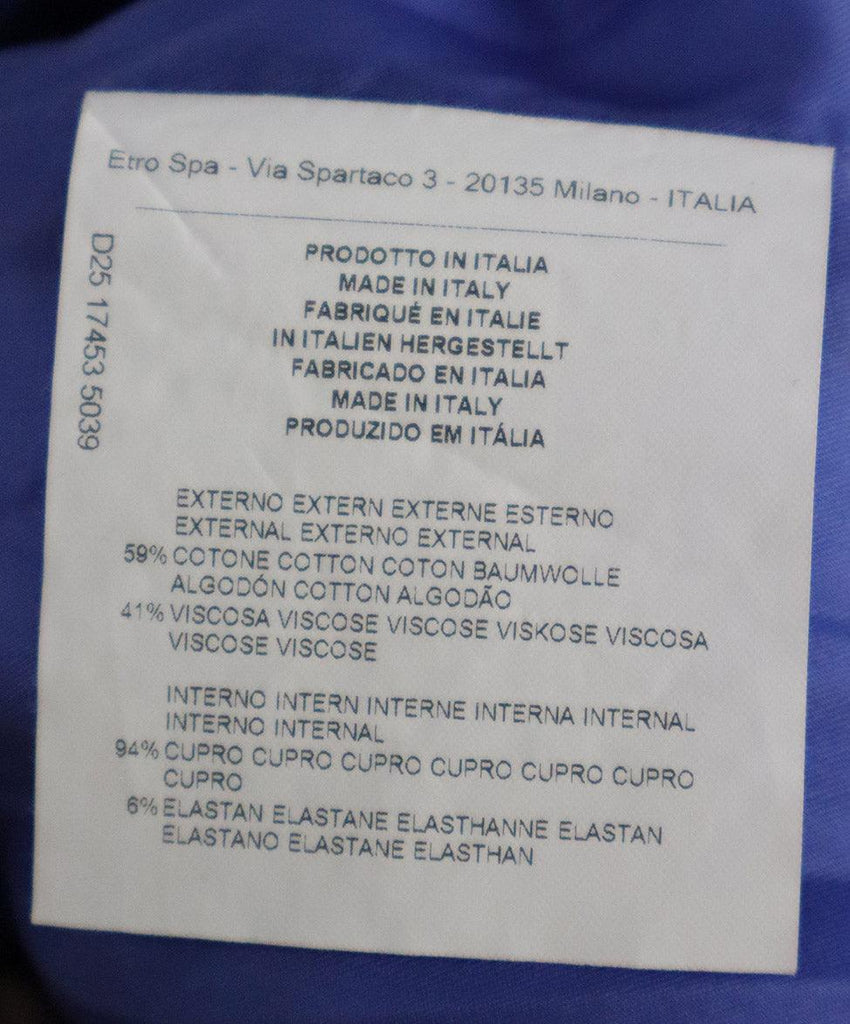 Etro Spa - Via Spartaco 3 - 20135 Milano - ITALIA
D25 17453 5039
PRODOTTO IN ITALIA
MADE IN ITALY
FABRIQUÉ EN ITALIE
IN ITALIEN HERGESTELLT
FABRICADO EN ITALIA
MADE IN ITALY
PRODUZIDO EM ITÁLIA
EXTERNO EXTERN EXTERNE ESTERNO
EXTERNAL EXTERNO EXTERNAL
59% COTONE COTTON COTON BAUMWOLLE
ALGODÓN COTTON ALGODÃO
41% VISCOSA VISCOSE VISCOSE VISKOSE VISCOSA
VISCOSE VISCOSE
INTERNO INTERN INTERNE INTERNA INTERNAL
INTERNO INTERNAL
94% CUPRO CUPRO CUPRO CUPRO CUPRO CUPRO
CUPRO
6% ELASTAN ELASTANE ELASTHANNE ELASTAN
ELASTANO ELASTANE ELASTHAN